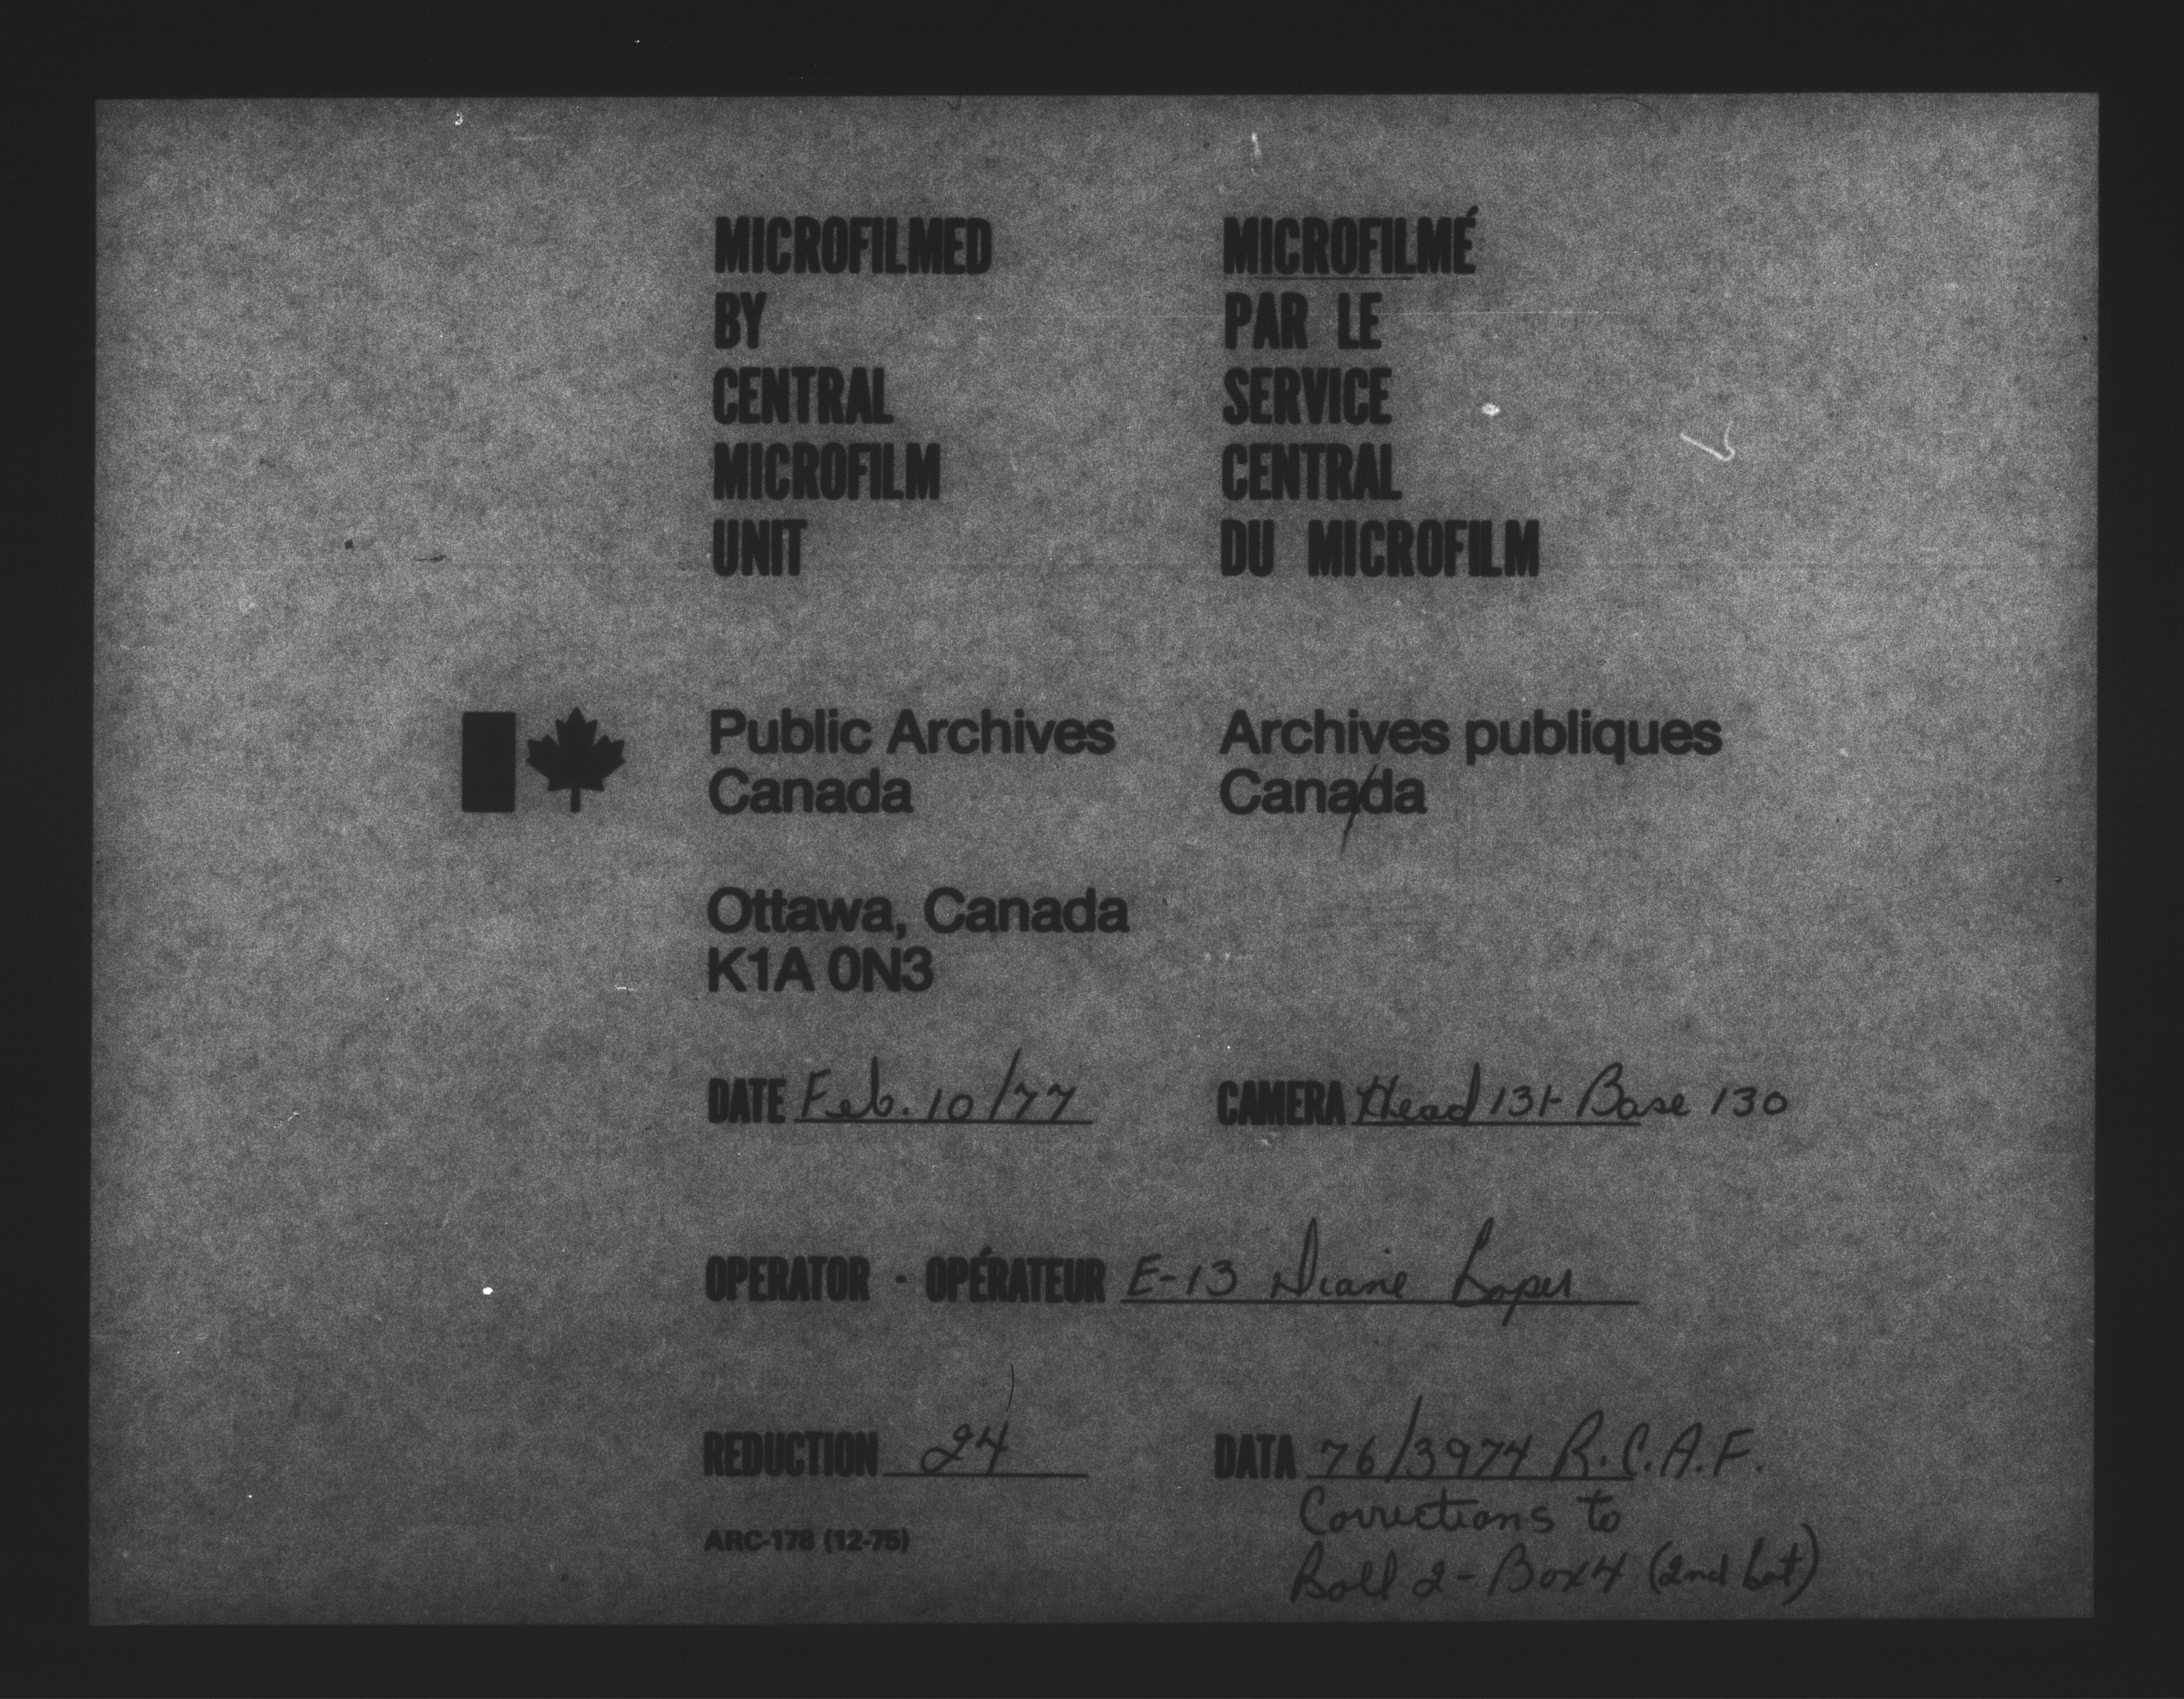 MICROFILMED
BY
CENTRAL
MICROFILM
UNIT
MICROFILMÉ
PAR LE
SERVICE
CENTRAL
DU MICROFILM
Public Archives
Canada
Archives publiques
Canada
Ottawa, Canada
K1A 0N3
DATE Feb. 10/77
CAMERA Head 131- Base 130
OPERATOR - OPÉRATEUR E-13 Diane
REDUCTION 24
DATA 76/3974 R.C.A.F.
Corrections to
Roll 2 - Box 4 (2nd
ARC-178 (12-75)